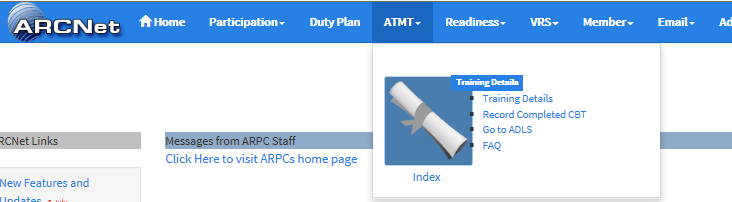 ARCNet
Home Participation Duty Plan ATMT Readiness VRS Member Email Ad
Training Details
Training Details
Record Completed CBT
Go to ADLS
FAQ
Index
RCNet Links
Messages from ARPC Staff
Click Here to visit ARPCs home page
New Features and
Updates